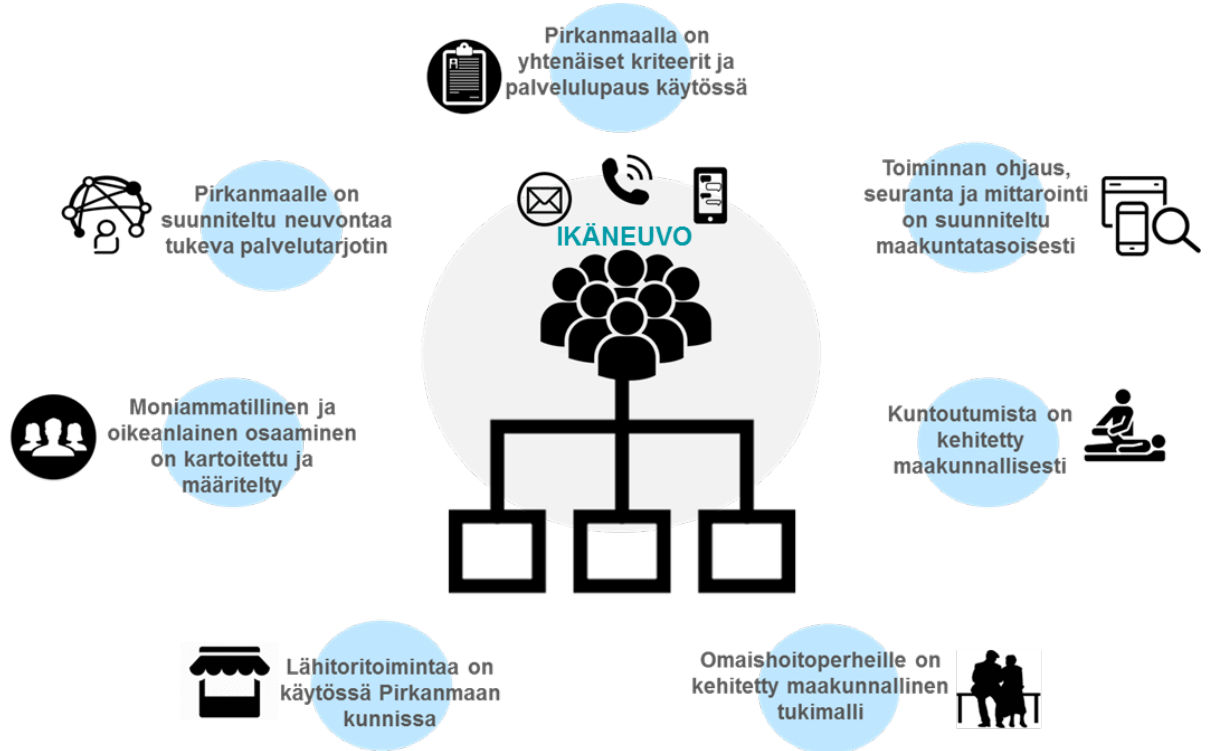 Pirkanmaalla on
yhtenäiset kriteerit ja
palvelulupaus käytössä
Pirkanmaalle on
suunniteltu neuvontaa
tukeva palvelutarjotin
Toiminnan ohjaus,
seuranta ja mittarointi
on suunniteltu
maakuntatasoisesti
IKÄNEUVO
Moniammatillinen ja
oikeanlainen osaaminen
on kartoitettu ja
määritelty
Kuntoutumista on
kehitetty
maakunnallisesti
Lähitoritoimintaa on
käytössä Pirkanmaan
kunnissa
Omaishoitoperheille on
kehitetty maakunnallinen
tukimalli